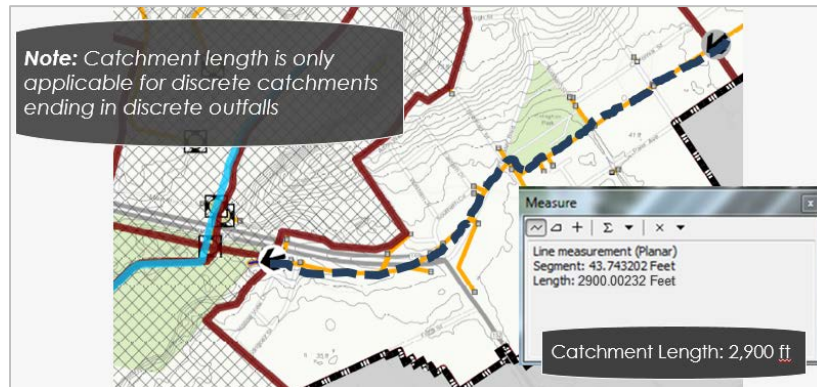 Note: Catchment length is only
applicable for discrete catchments
ending in discrete outfalls
Measure
Line measurement (Planar)
Segment: 43.743202 Feet
Length: 2900.00232 Feet
Catchment Length: 2,900 ft